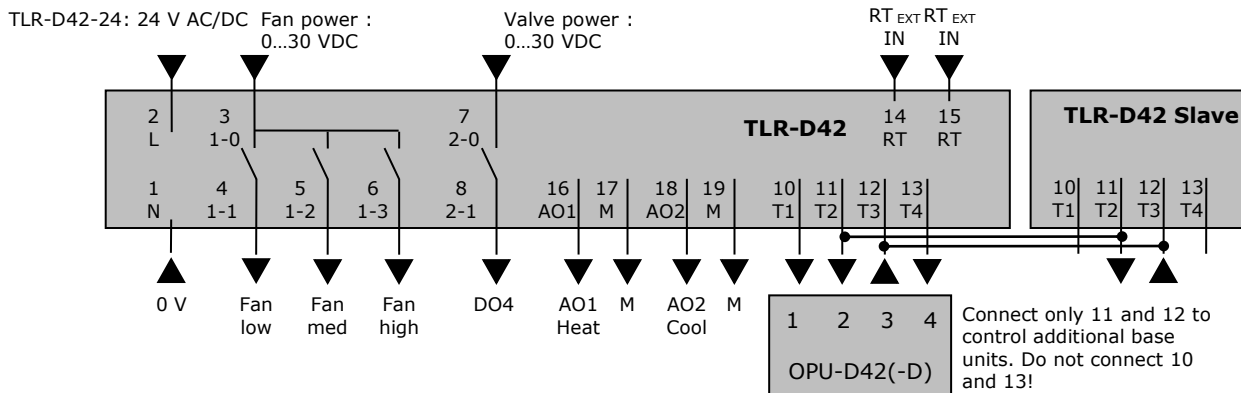 TLR-D42-24: 24 V AC/DC
Fan power :
0...30 VDC
Valve power :
0...30 VDC
RT EXT
IN
RT EXT
IN
2
L
3
1-0
7
2-0
TLR-D42
14
RT
15
RT
TLR-D42 Slave
1
N
4
1-1
5
1-2
6
1-3
8
2-1
16
AO1
17
M
18
AO2
19
M
10
T1
11
T2
12
T3
13
T4
10
T1
11
T2
12
T3
13
T4
0 V
Fan
low
Fan
med
Fan
high
DO4
AO1
Heat
M
AO2
Cool
M
1 2 3 4
OPU-D42(-D)
Connect only 11 and 12 to
control additional base
units. Do not connect 10
and 13!